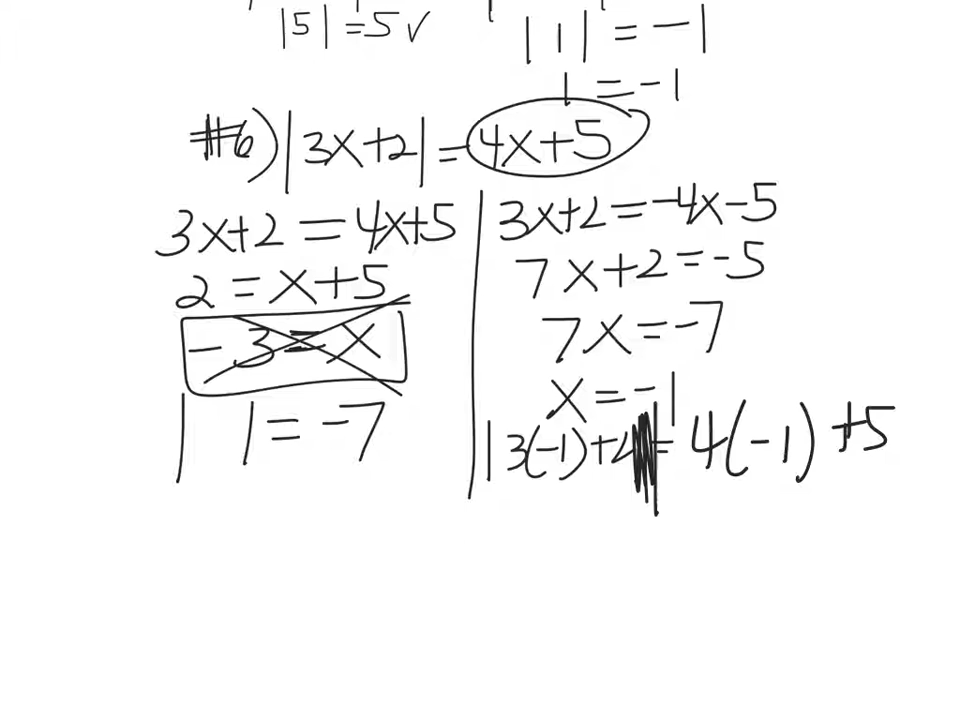 |5| = 5 ✓
|1| = -1
1 = -1
#6) |3x+2| = 4x+5
3x+2 = 4x+5
2 = x+5
-3 = x
| | = -7
3x+2 = -4x-5
7x+2 = -5
7x = -7
x = -1
|3(-1)+2| = 4(-1)+5